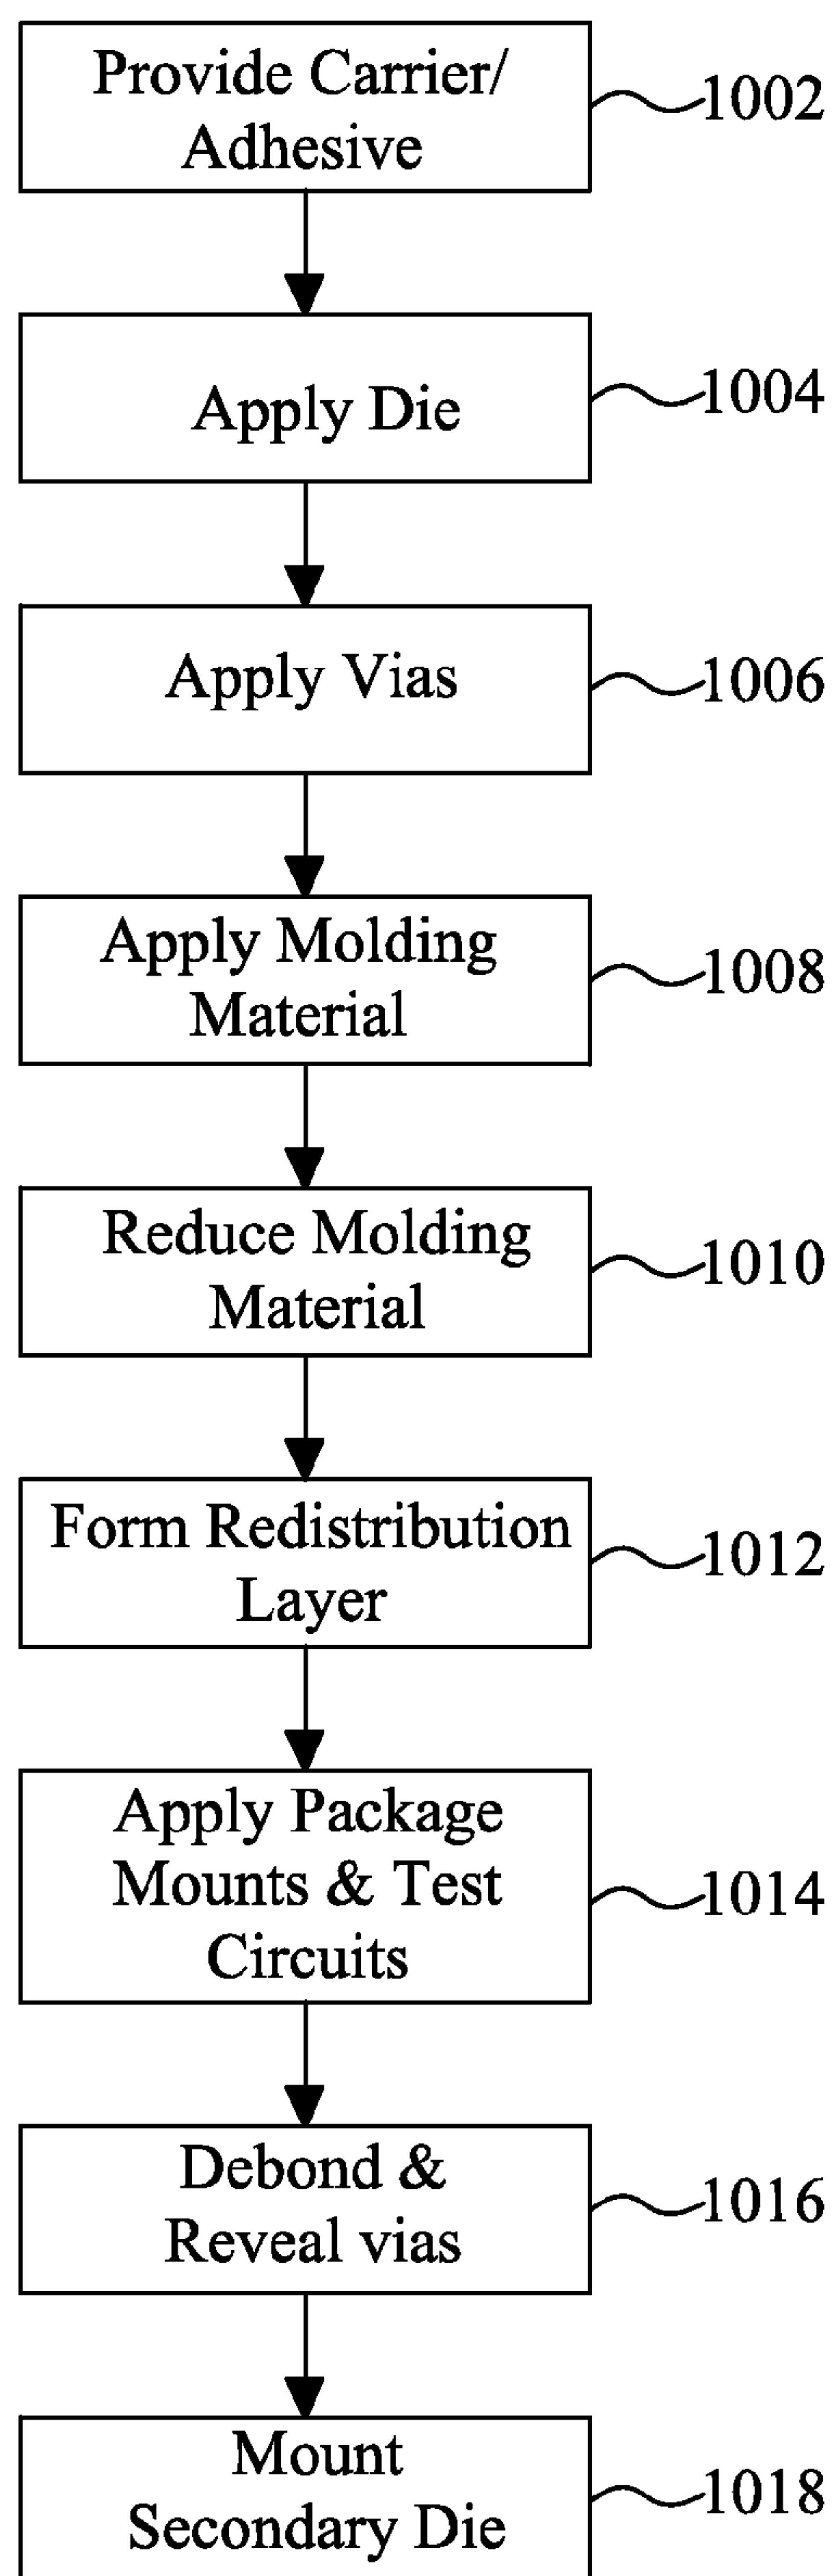 Provide Carrier/
Adhesive
1002
Apply Die
1004
Apply Vias
1006
Apply Molding
Material
1008
Reduce Molding
Material
1010
Form Redistribution
Layer
1012
Apply Package
Mounts & Test
Circuits
1014
Debond &
Reveal vias
1016
Mount
Secondary Die
1018